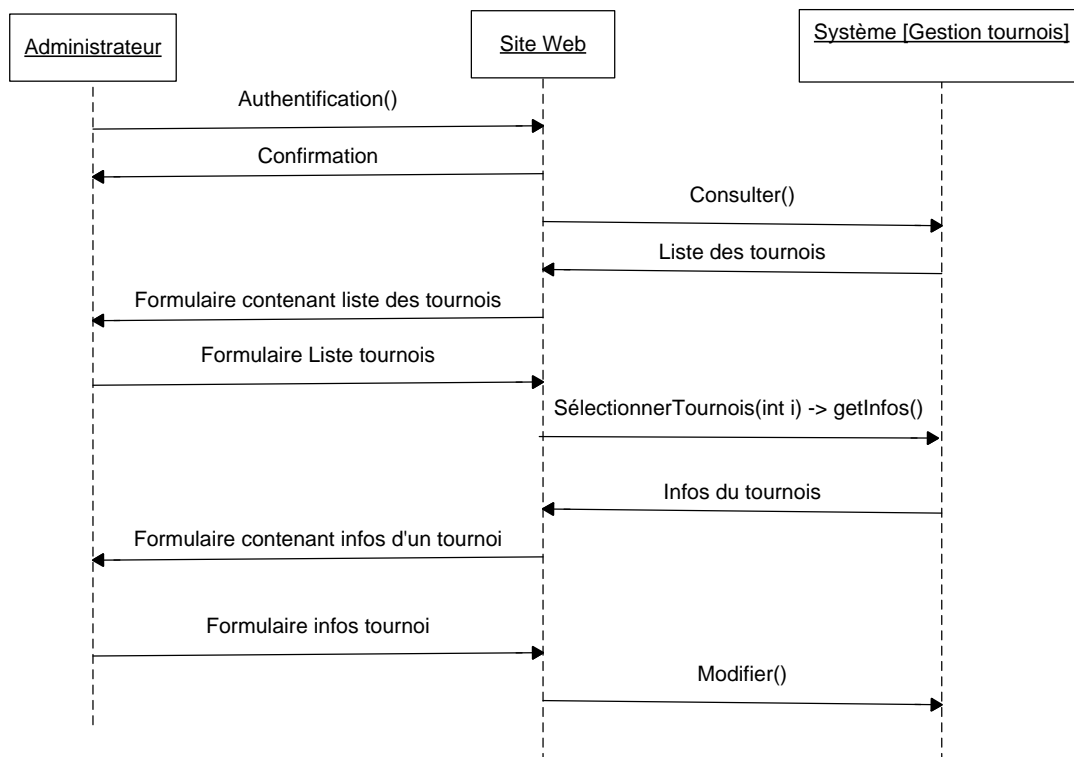 Administrateur
Site Web
Système [Gestion tournois]
Authentification()
Confirmation
Consulter()
Liste des tournois
Formulaire contenant liste des tournois
Formulaire Liste tournois
SélectionnerTournois(int i) -> getInfos()
Infos du tournois
Formulaire contenant infos d'un tournoi
Formulaire infos tournoi
Modifier()